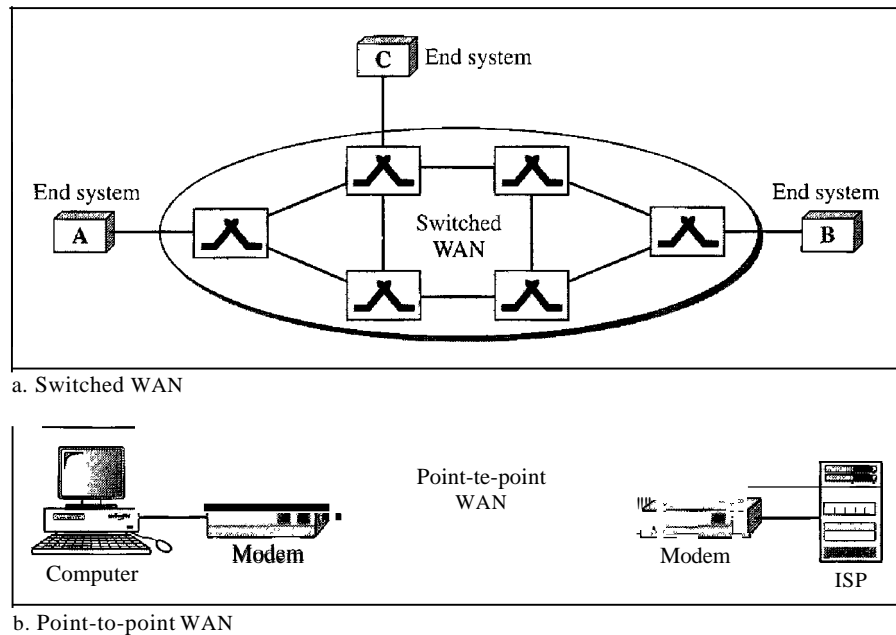 C End system
End system
A
Switched
WAN
End system
B
a. Switched WAN
Point-te-point
WAN
Modem
Computer
Modem
ISP
b. Point-to-point WAN